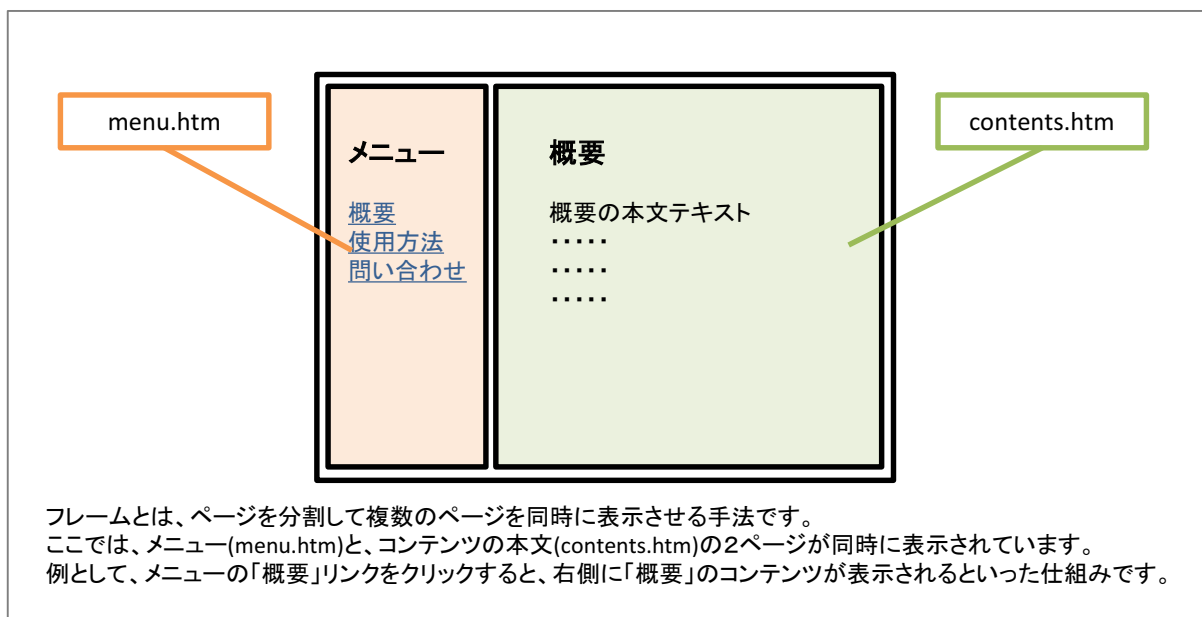 menu.htm
contents.htm
メニュー
概要
使用方法
問い合わせ
概要
概要の本文テキスト
・・・・・
・・・・・
・・・・・
フレームとは、ページを分割して複数のページを同時に表示させる手法です。
ここでは、メニュー(menu.htm)と、コンテンツの本文(contents.htm)の２ページが同時に表示されています。
例として、メニューの「概要」リンクをクリックすると、右側に「概要」のコンテンツが表示されるといった仕組みです。